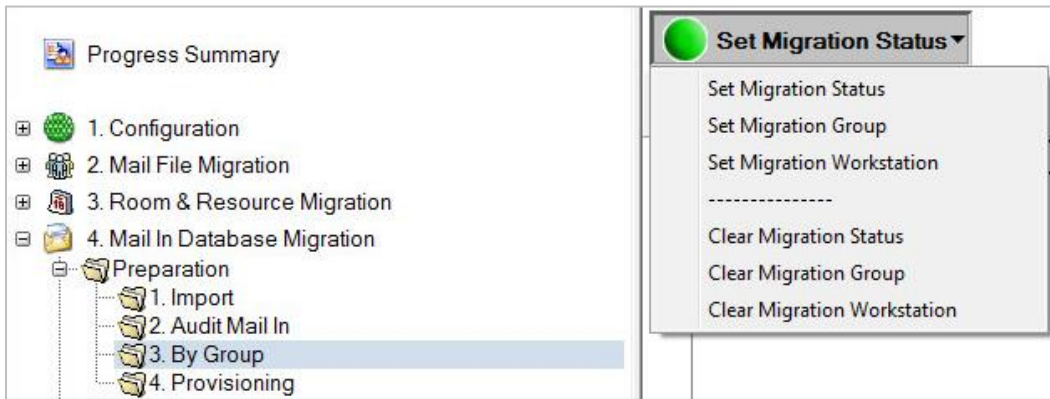 Progress Summary
1. Configuration
2. Mail File Migration
3. Room & Resource Migration
4. Mail In Database Migration
Preparation
1. Import
2. Audit Mail In
3. By Group
4. Provisioning
Set Migration Status
Set Migration Status
Set Migration Group
Set Migration Workstation
---------------
Clear Migration Status
Clear Migration Group
Clear Migration Workstation